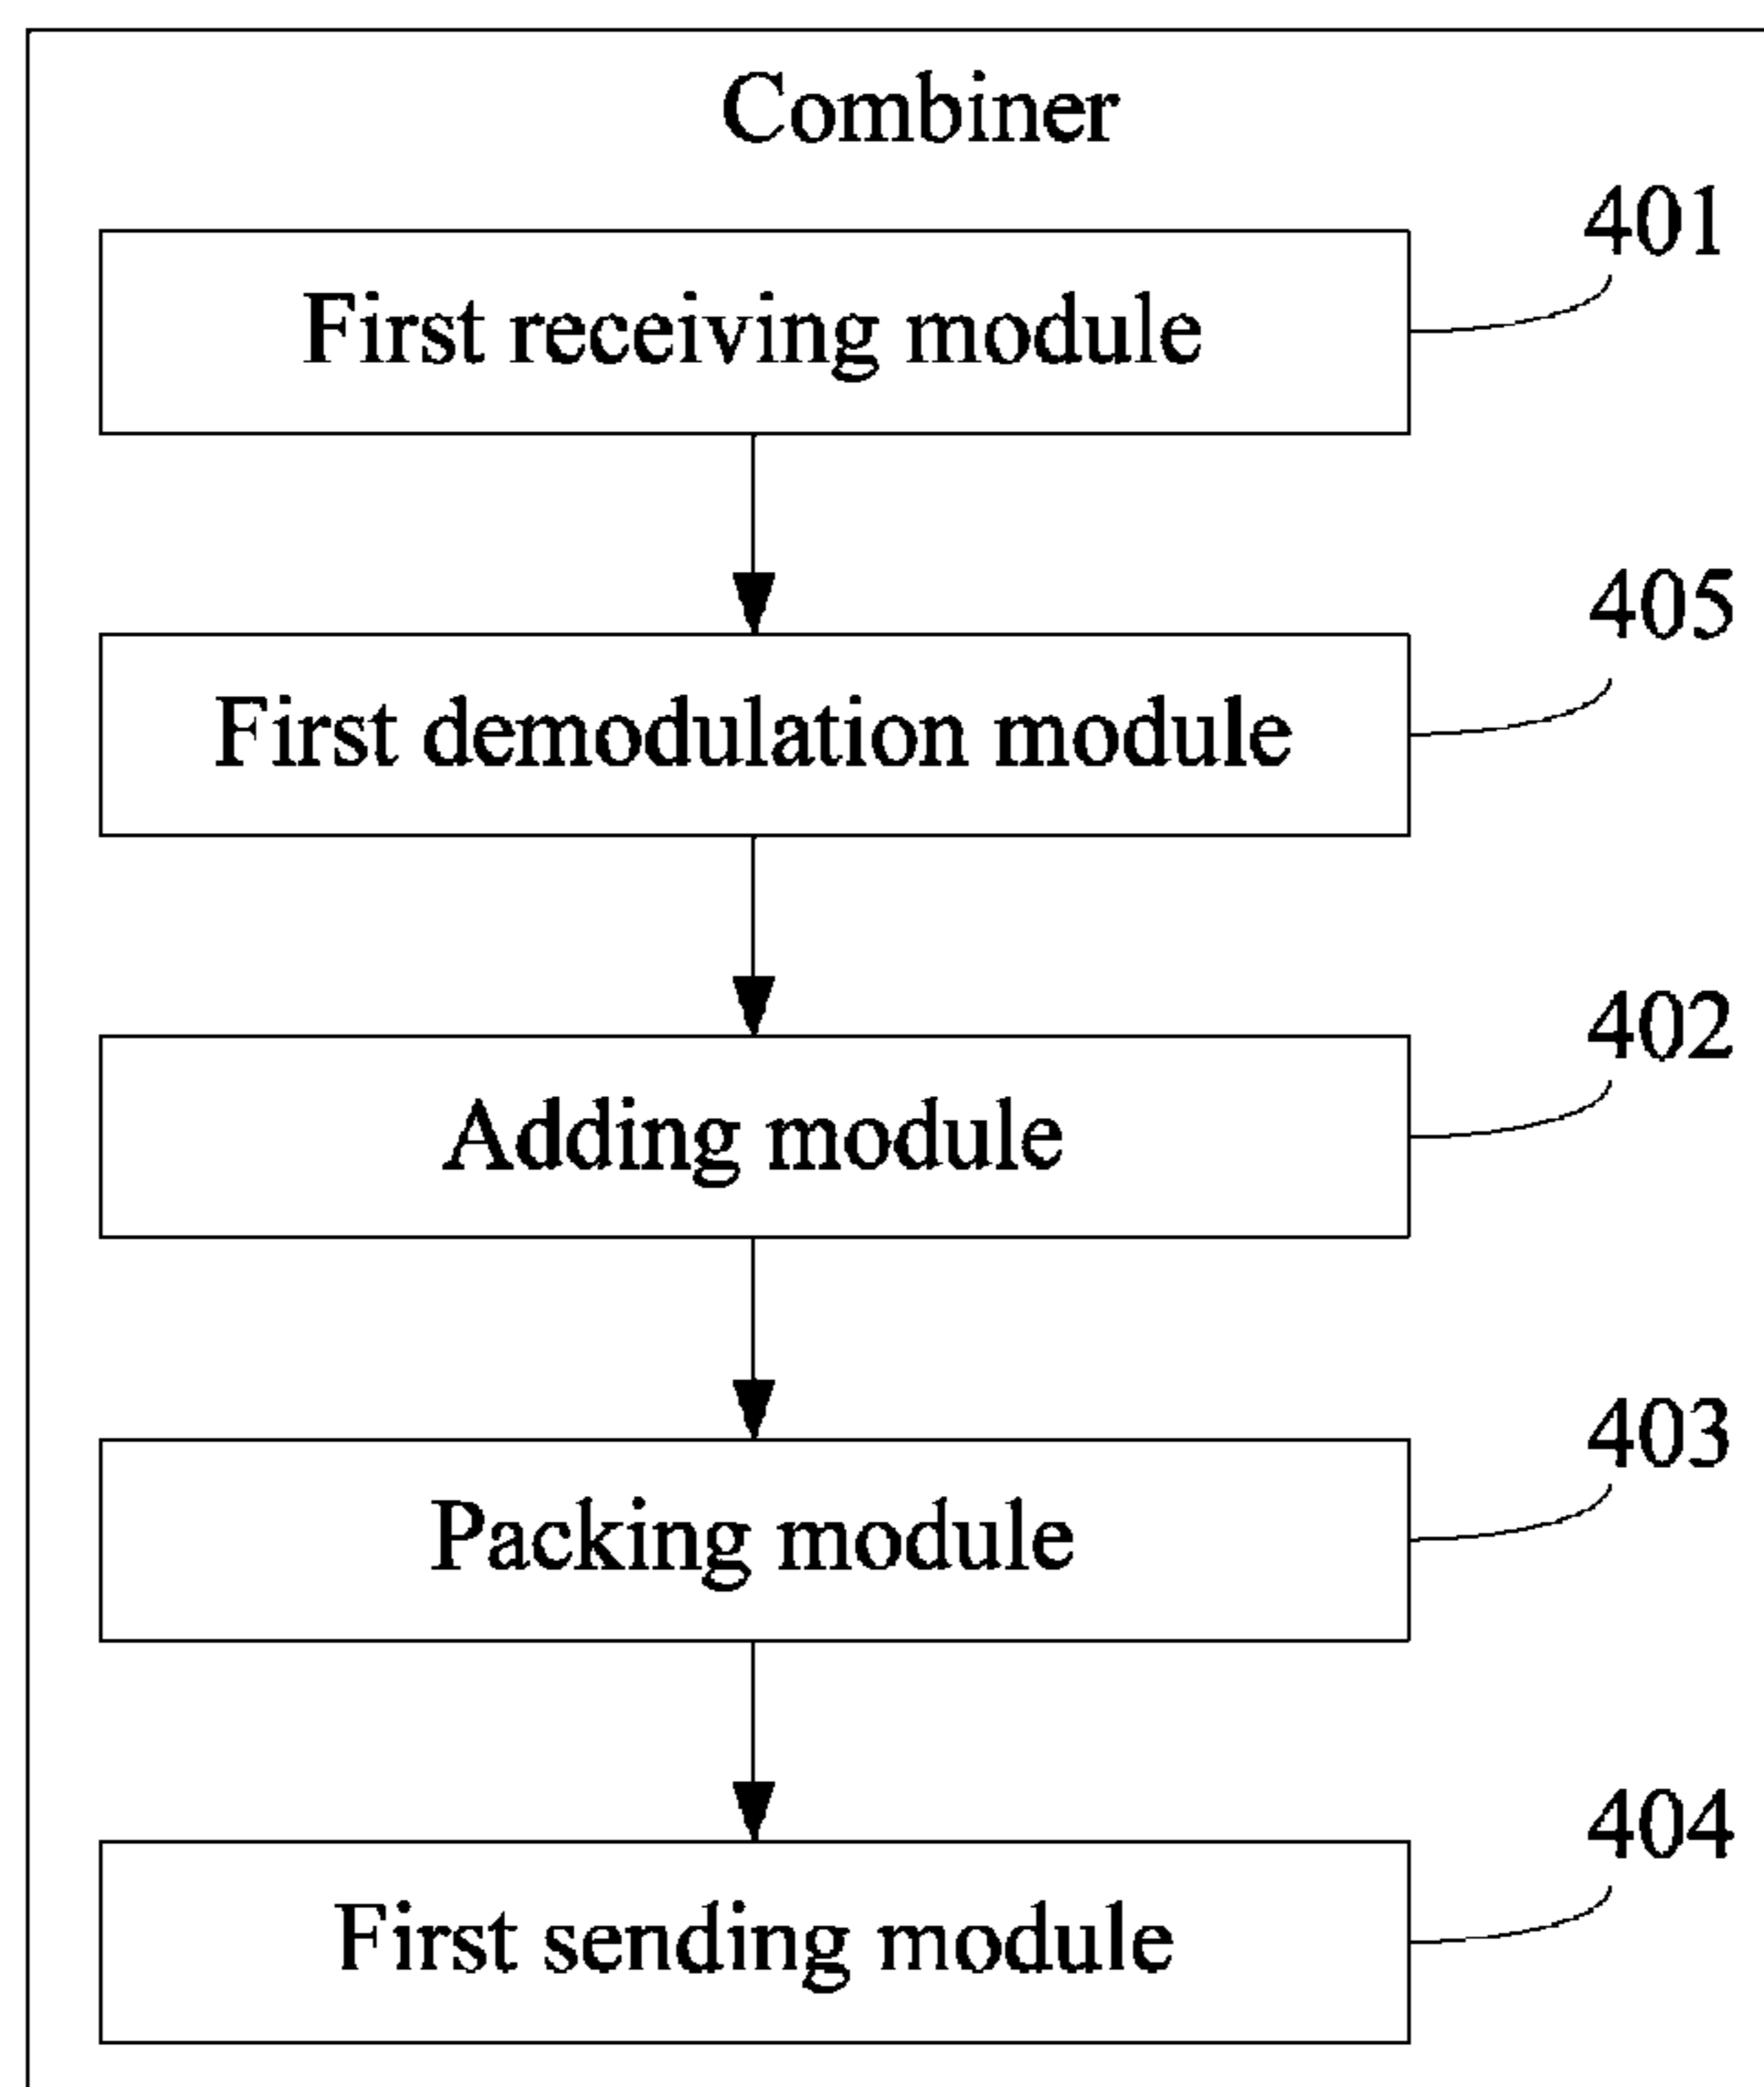 Combiner
401
First receiving module
405
First demodulation module
402
Adding module
403
Packing module
404
First sending module